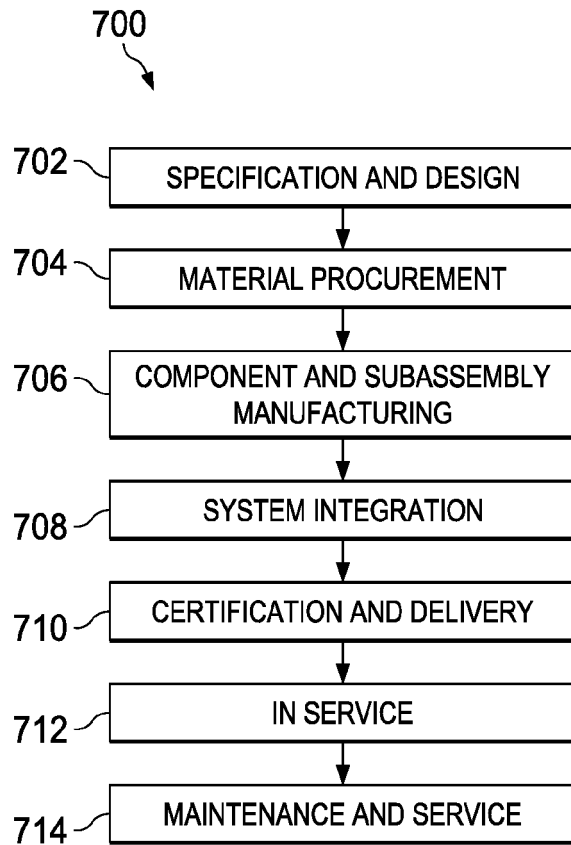 700
702
SPECIFICATION AND DESIGN
704
MATERIAL PROCUREMENT
706
COMPONENT AND SUBASSEMBLY
MANUFACTURING
708
SYSTEM INTEGRATION
710
CERTIFICATION AND DELIVERY
712
IN SERVICE
714
MAINTENANCE AND SERVICE